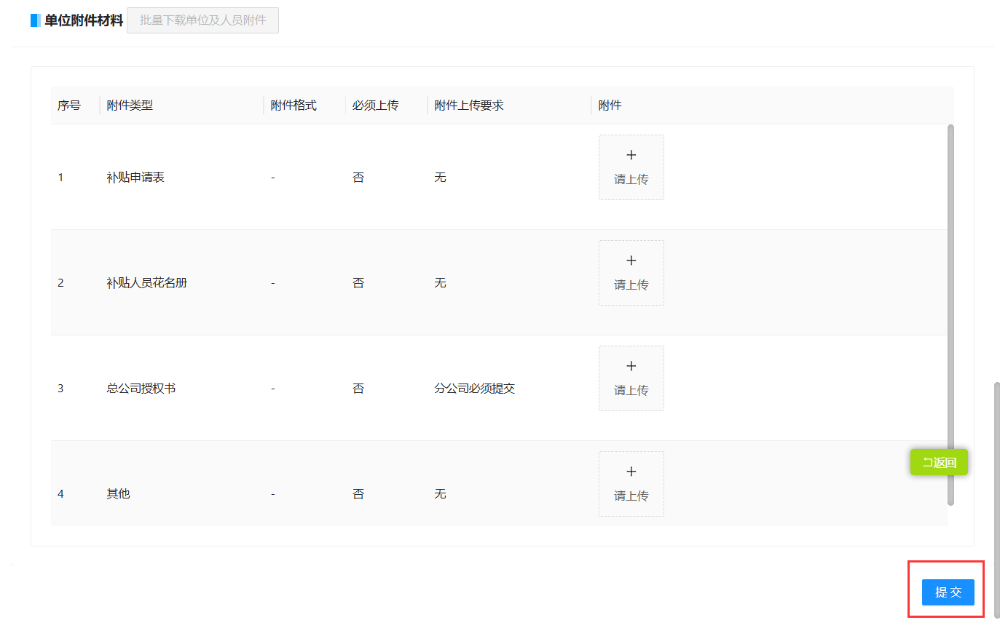 单位附件材料 批量下载单位及人员附件
序号 附件类型 附件格式 必须上传 附件上传要求 附件
1 补贴申请表 - 否 无 + 请上传
2 补贴人员花名册 - 否 无 + 请上传
3 总公司授权书 - 否 分公司必须提交 + 请上传
返回
4 其他 - 否 无 + 请上传
提交